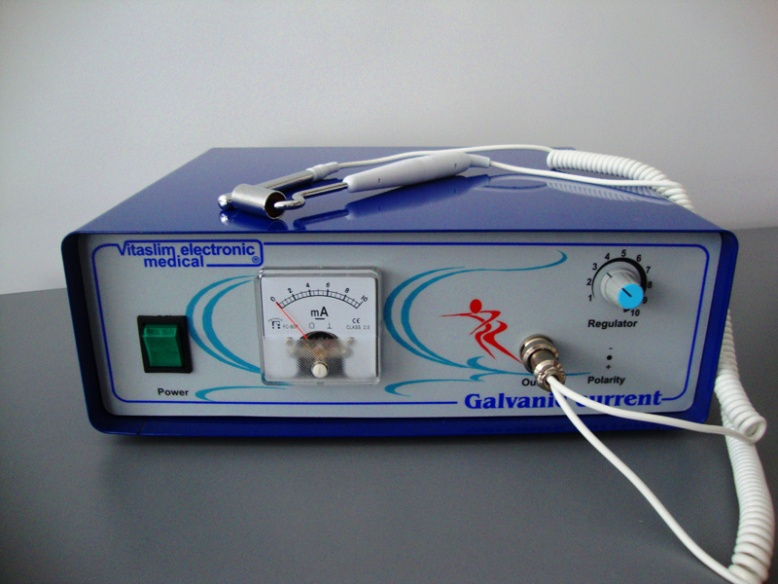 Vitaslim electronic
medical ®
Power
0 2 4 6 8 10
mA
CE
CLASS 2.5
1 2 3 4 5 6 7 8 9 10
Regulator
-
+
Polarity
Galvanic current